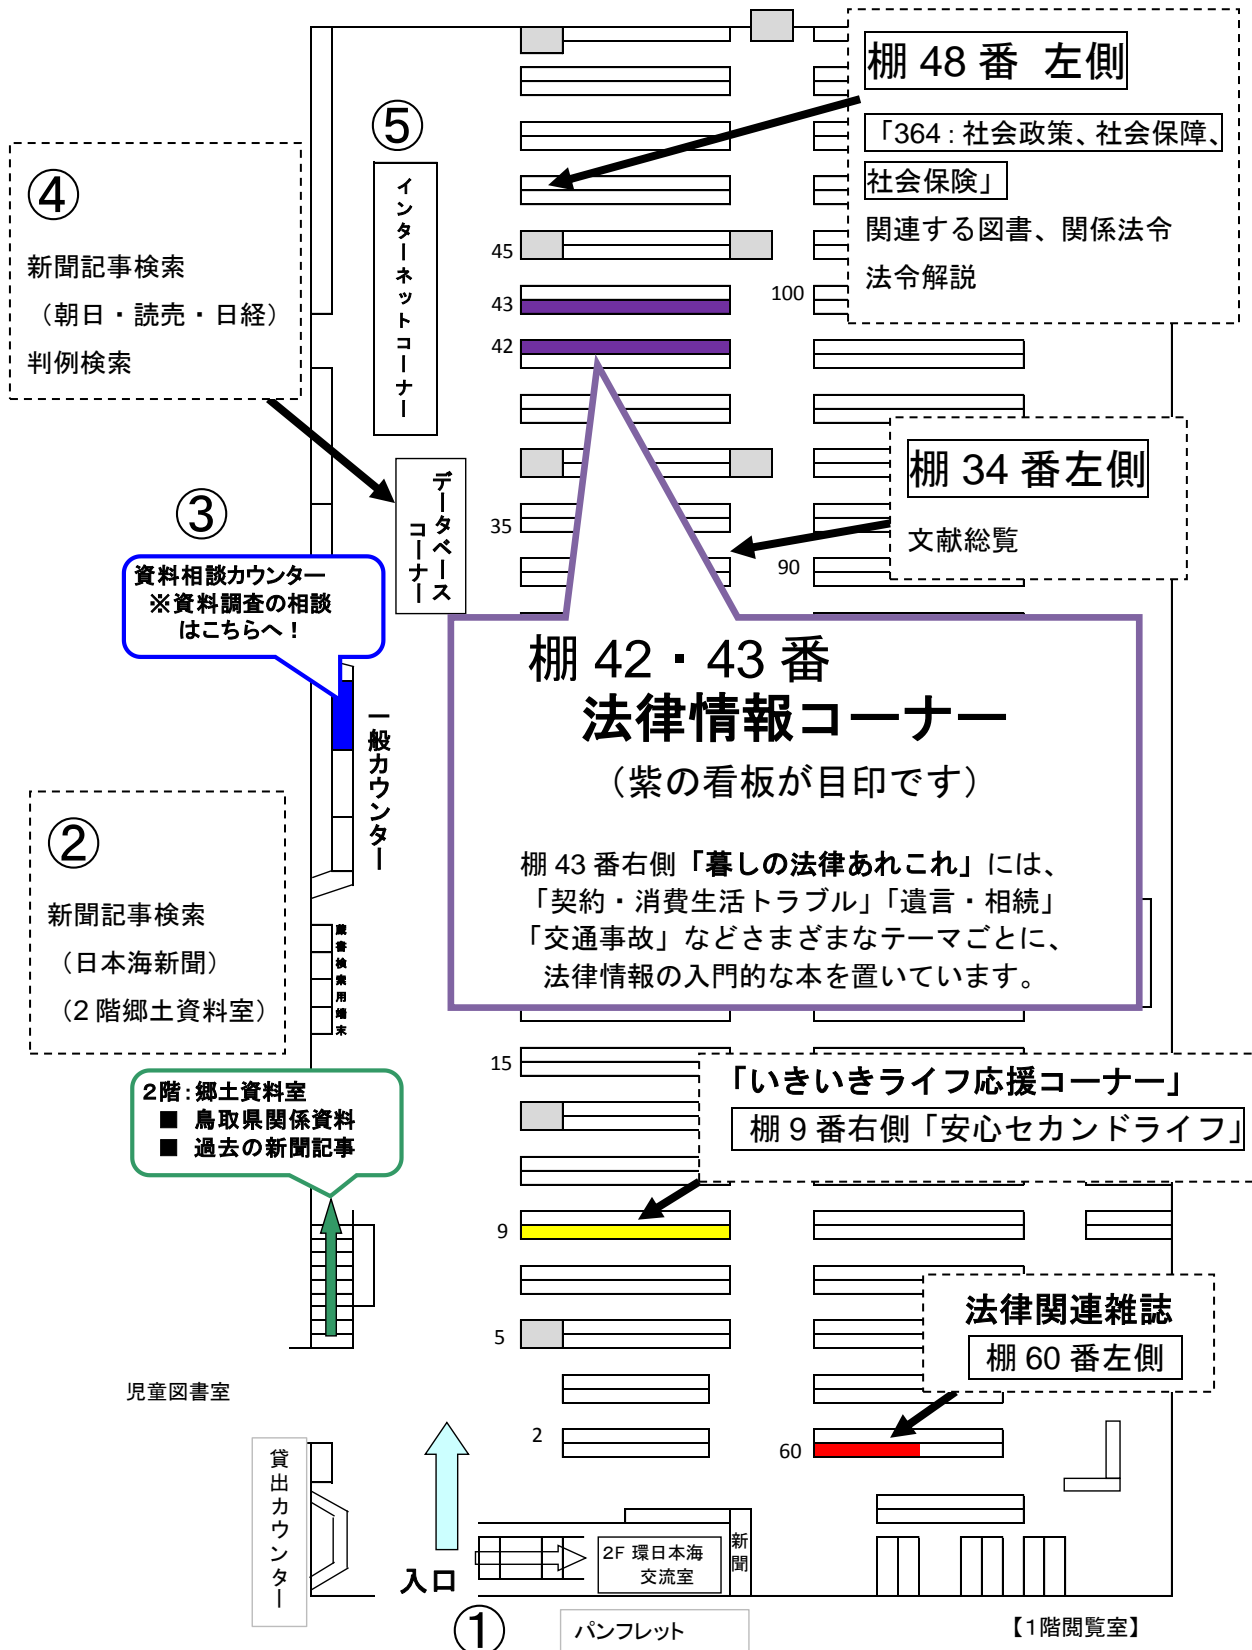 棚 48 番 左側
「364:社会政策、社会保障、
社会保険」
関連する図書、関係法令
法令解説
⑤
インターネットコーナー
④
新聞記事検索
（朝日・読売・日経）
判例検索
45
43
42
100
棚 34 番左側
文献総覧
データベース
コーナー
35
90
③
資料相談カウンター
※資料調査の相談
はこちらへ！
一般カウンター
棚 42・43 番
法律情報コーナー
（紫の看板が目印です）
棚 43 番右側「暮しの法律あれこれ」には、
「契約・消費生活トラブル」「遺言・相続」
「交通事故」などさまざまなテーマごとに、
法律情報の入門的な本を置いています。
②
新聞記事検索
（日本海新聞）
（2 階郷土資料室）
蔵書検索用端末
15
「いきいきライフ応援コーナー」
棚 9 番右側「安心セカンドライフ」
2階:郷土資料室
■ 鳥取県関係資料
■ 過去の新聞記事
9
5
法律関連雑誌
棚 60 番左側
児童図書室
2
60
貸出カウンター
入口
2F 環日本海
交流室
新聞
①
パンフレット
【1階閲覧室】